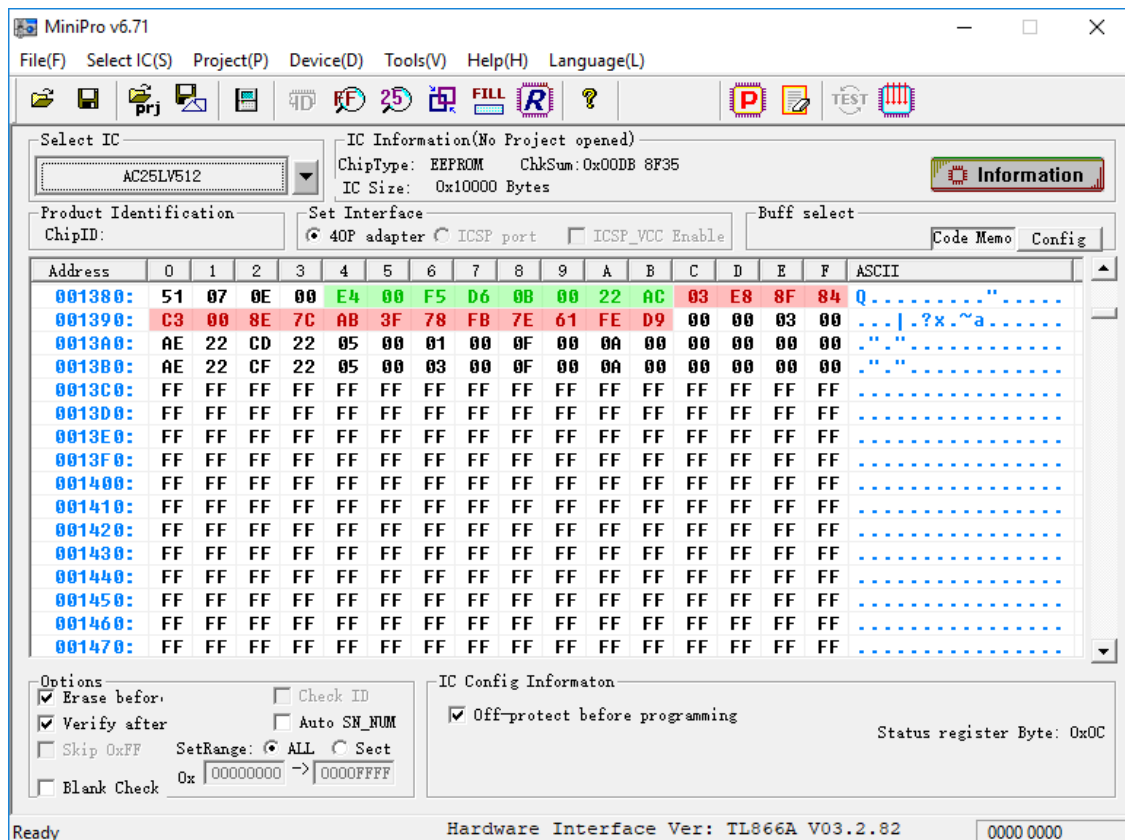 MiniPro v6.71
File(F) Select IC(S) Project(P) Device(D) Tools(V) Help(H) Language(L)
prj ID FF 25 FILL R ? P TEST
Select IC
AC25LV512
IC Information(No Project opened)
ChipType: EEPROM ChkSum:0x00DB 8F35
IC Size: 0x10000 Bytes
Information
Product Identification
ChipID:
Set Interface
40P adapter ICSP port ICSP_VCC Enable
Buff select
Code Memo Config
Address 0 1 2 3 4 5 6 7 8 9 A B C D E F ASCII
001380: 51 07 0E 00 E4 00 F5 D6 0B 00 22 AC 03 E8 8F 84 Q.........".....
001390: C3 00 8E 7C AB 3F 78 FB 7E 61 FE D9 00 00 03 00 ...|.?x.~a......
0013A0: AE 22 CD 22 05 00 01 00 0F 00 0A 00 00 00 00 00 ."."............
0013B0: AE 22 CF 22 05 00 03 00 0F 00 0A 00 00 00 00 00 ."."............
0013C0: FF FF FF FF FF FF FF FF FF FF FF FF FF FF FF FF ................
0013D0: FF FF FF FF FF FF FF FF FF FF FF FF FF FF FF FF ................
0013E0: FF FF FF FF FF FF FF FF FF FF FF FF FF FF FF FF ................
0013F0: FF FF FF FF FF FF FF FF FF FF FF FF FF FF FF FF ................
001400: FF FF FF FF FF FF FF FF FF FF FF FF FF FF FF FF ................
001410: FF FF FF FF FF FF FF FF FF FF FF FF FF FF FF FF ................
001420: FF FF FF FF FF FF FF FF FF FF FF FF FF FF FF FF ................
001430: FF FF FF FF FF FF FF FF FF FF FF FF FF FF FF FF ................
001440: FF FF FF FF FF FF FF FF FF FF FF FF FF FF FF FF ................
001450: FF FF FF FF FF FF FF FF FF FF FF FF FF FF FF FF ................
001460: FF FF FF FF FF FF FF FF FF FF FF FF FF FF FF FF ................
001470: FF FF FF FF FF FF FF FF FF FF FF FF FF FF FF FF ................
Options
Erase befor Check ID
Verify after Auto SN_NUM
Skip 0xFF SetRange: ALL Sect
0x 00000000 -> 0000FFFF
Blank Check
IC Config Informaton
Off-protect before programming
Status register Byte: 0x0C
Ready Hardware Interface Ver: TL866A V03.2.82 0000 0000